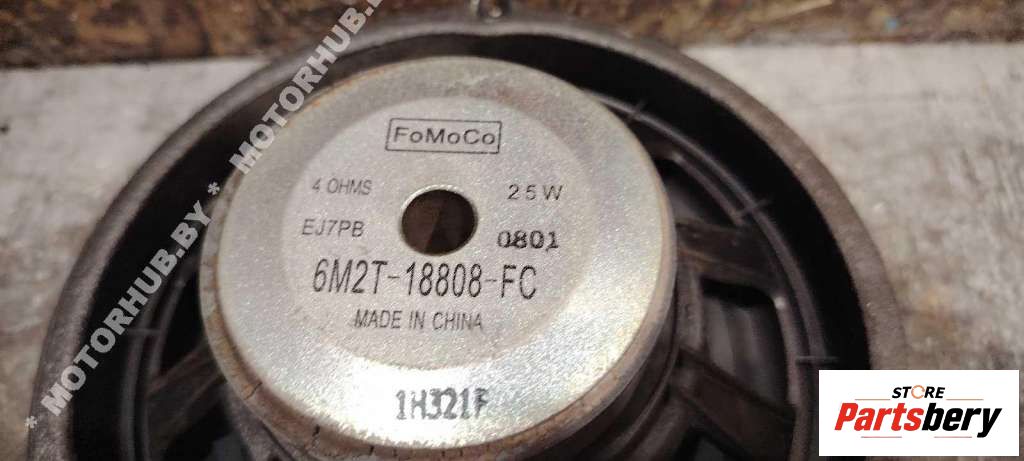 * MOTORHUB.BY * MOTORHUB.BY *
FoMoCo
4 OHMS 25W
EJ7PB 0801
6M2T-18808-FC
MADE IN CHINA
1H321F
STORE
Partsbery